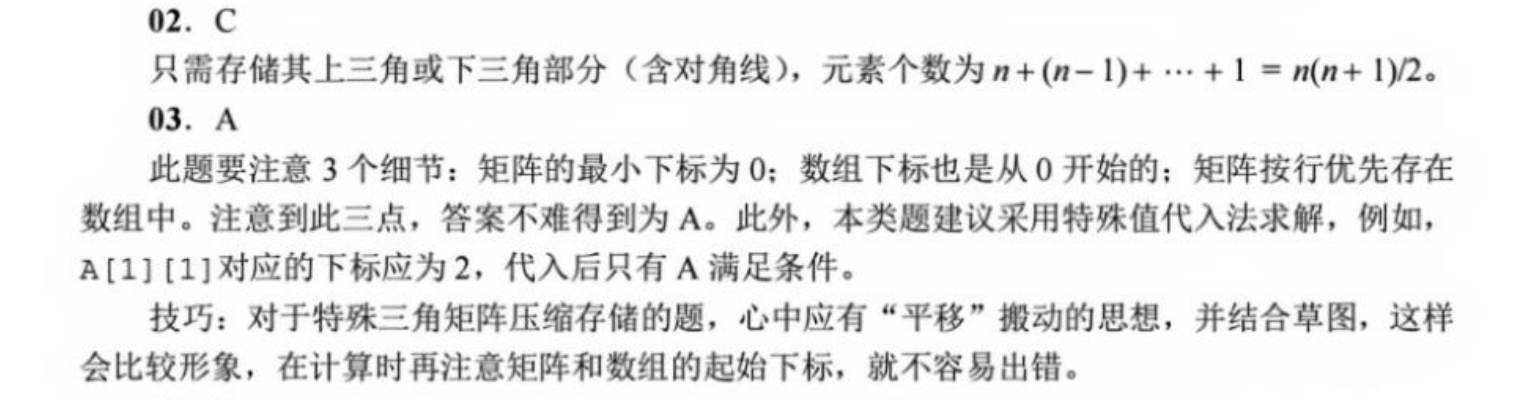 02. C
只需存储其上三角或下三角部分（含对角线），元素个数为 n + (n − 1) + ⋯ + 1 = n(n + 1)/2。
03. A
此题要注意 3 个细节：矩阵的最小下标为 0；数组下标也是从 0 开始的；矩阵按行优先存在
数组中。注意到此三点，答案不难得到为 A。此外，本类题建议采用特殊值代入法求解，例如，
A[1][1]对应的下标应为 2，代入后只有 A 满足条件。
技巧：对于特殊三角矩阵压缩存储的题，心中应有“平移”搬动的思想，并结合草图，这样
会比较形象，在计算时再注意矩阵和数组的起始下标，就不容易出错。